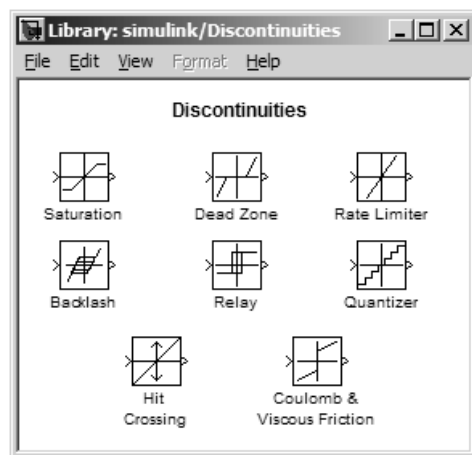 Library: simulink/Discontinuities
File Edit View Format Help
Discontinuities
Saturation Dead Zone Rate Limiter
Backlash Relay Quantizer
Hit Crossing
Coulomb & Viscous Friction